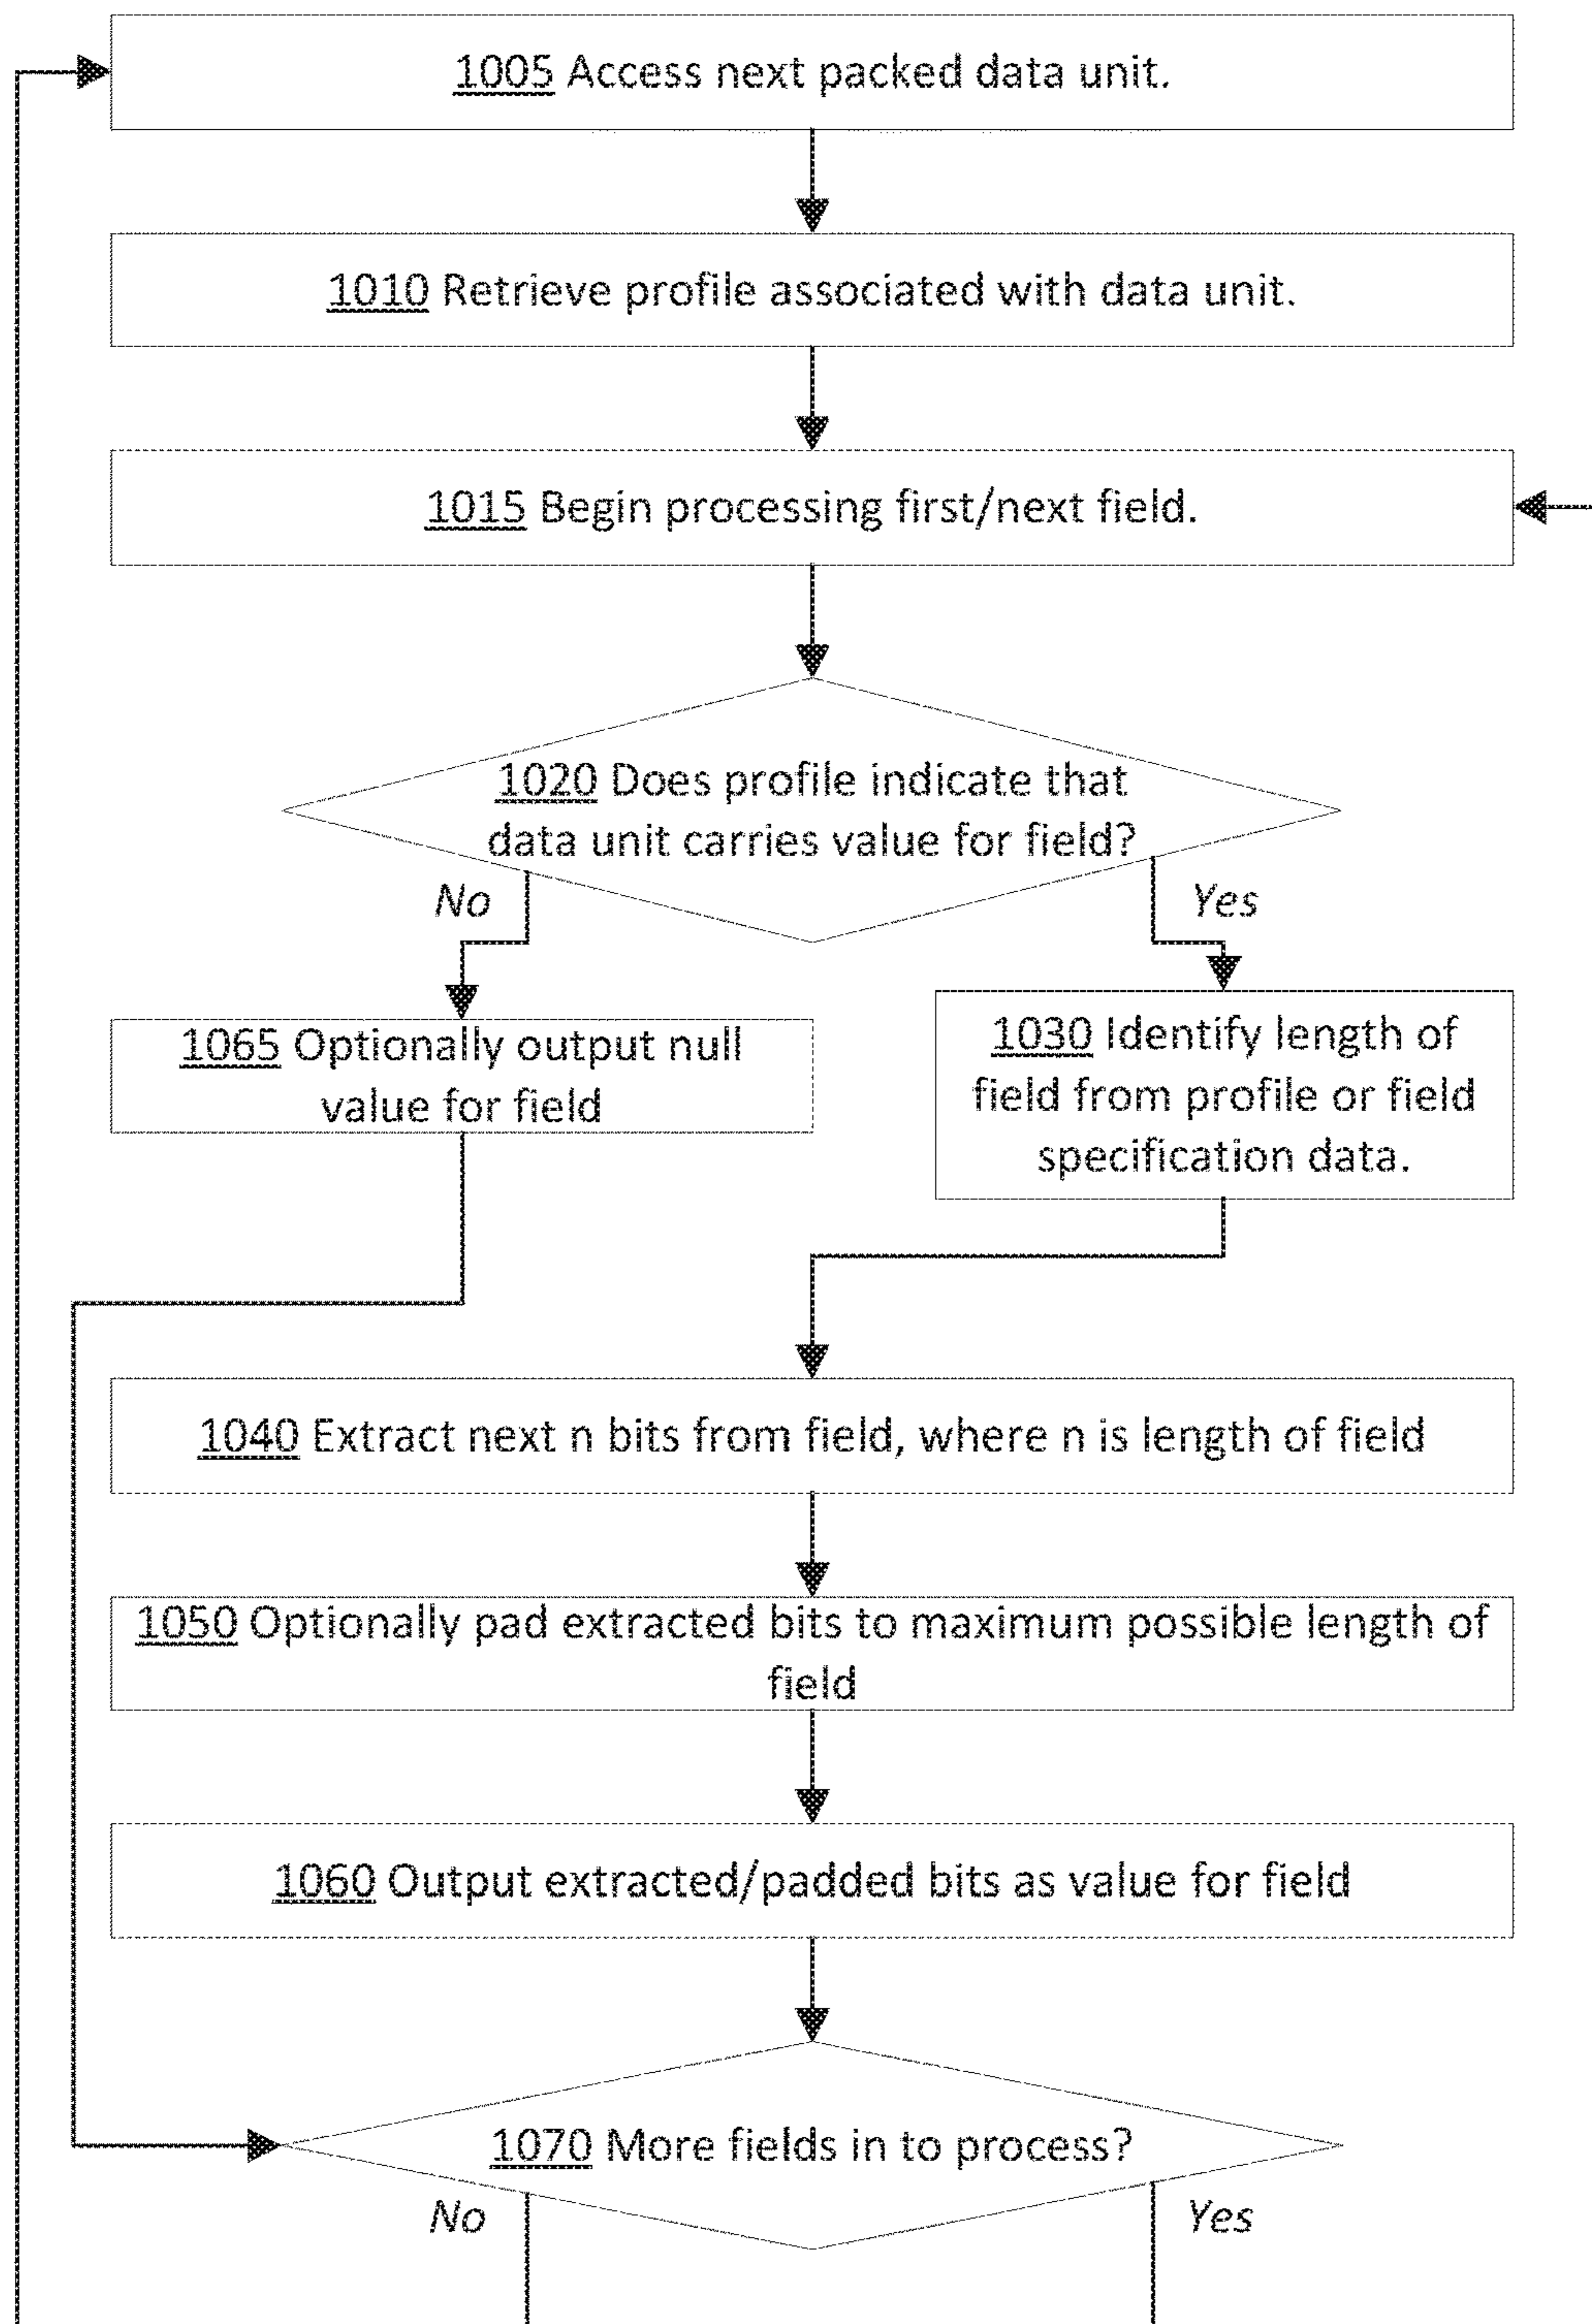 1005 Access next packed data unit.
1010 Retrieve profile associated with data unit.
1015 Begin processing first/next field.
1020 Does profile indicate that
data unit carries value for field?
No
Yes
1065 Optionally output null
value for field
1030 Identify length of
field from profile or field
specification data.
1040 Extract next n bits from field, where n is length of field
1050 Optionally pad extracted bits to maximum possible length of
field
1060 Output extracted/padded bits as value for field
1070 More fields in to process?
No
Yes